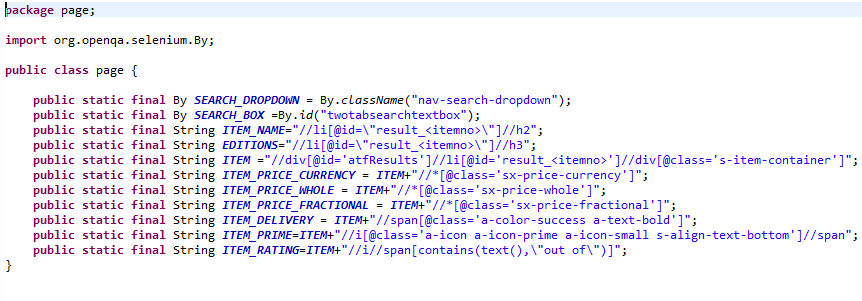 package page;
import org.openqa.selenium.By;
public class page {
public static final By SEARCH_DROPDOWN = By.className("nav-search-dropdown");
public static final By SEARCH_BOX =By.id("twotabsearchtextbox");
public static final String ITEM_NAME="//li[@id=\"result_<itemno>\"]//h2";
public static final String EDITIONS="//li[@id=\"result_<itemno>\"]//h3";
public static final String ITEM ="//div[@id='atfResults']//li[@id='result_<itemno>']//div[@class='s-item-container']";
public static final String ITEM_PRICE_CURRENCY = ITEM+"//*[@class='sx-price-currency']";
public static final String ITEM_PRICE_WHOLE = ITEM+"//*[@class='sx-price-whole']";
public static final String ITEM_PRICE_FRACTIONAL = ITEM+"//*[@class='sx-price-fractional']";
public static final String ITEM_DELIVERY = ITEM+"//span[@class='a-color-success a-text-bold']";
public static final String ITEM_PRIME=ITEM+"//i[@class='a-icon a-icon-prime a-icon-small s-align-text-bottom']//span";
public static final String ITEM_RATING=ITEM+"//i//span[contains(text(),\"out of\")]";
}